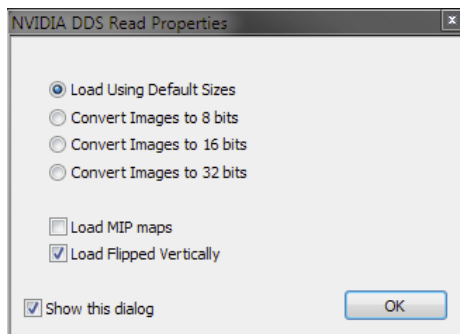 NVIDIA DDS Read Properties
Load Using Default Sizes
Convert Images to 8 bits
Convert Images to 16 bits
Convert Images to 32 bits
Load MIP maps
Load Flipped Vertically
Show this dialog
OK